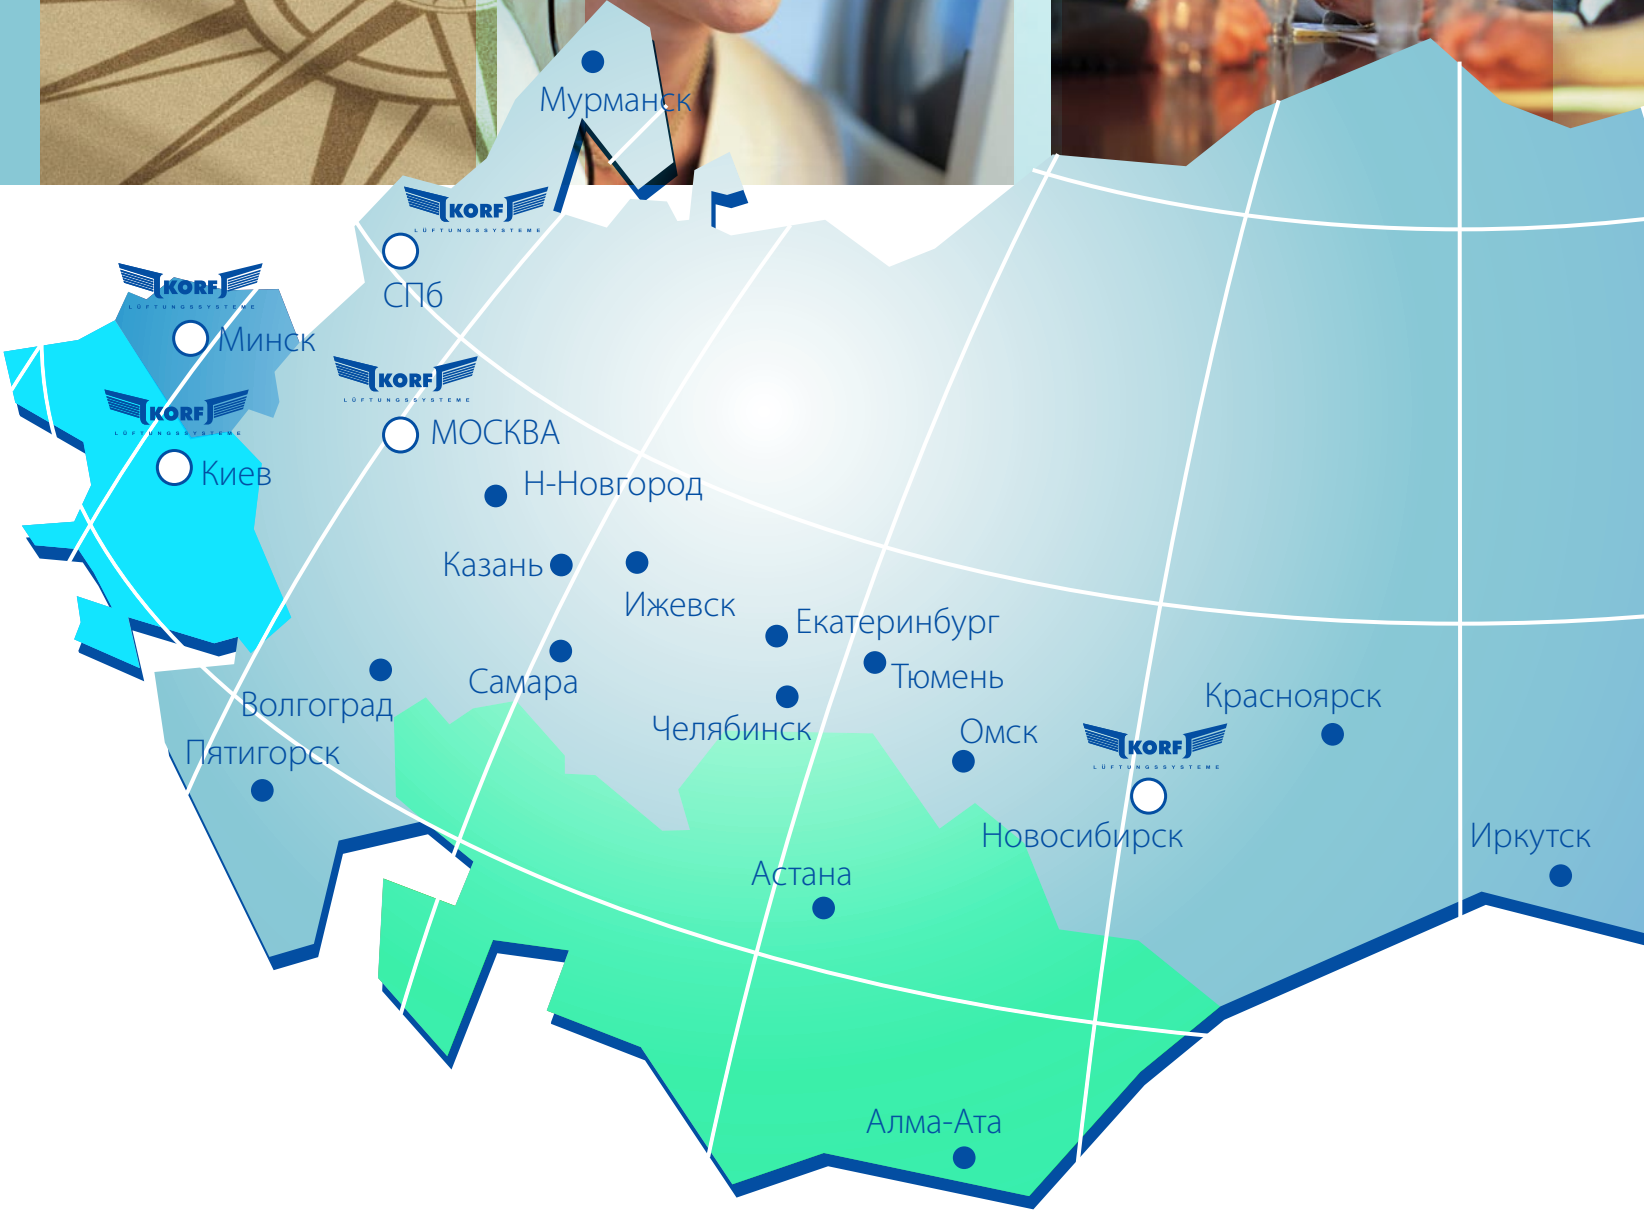 Мурманск
KORF
LÜFTUNGSSYSTEME
СПб
KORF
LÜFTUNGSSYSTEME
Минск
KORF
LÜFTUNGSSYSTEME
МОСКВА
KORF
LÜFTUNGSSYSTEME
Киев
Н-Новгород
Казань
Ижевск
Екатеринбург
Самара
Тюмень
Волгоград
Челябинск
Красноярск
Пятигорск
Омск
KORF
LÜFTUNGSSYSTEME
Новосибирск
Иркутск
Астана
Алма-Ата